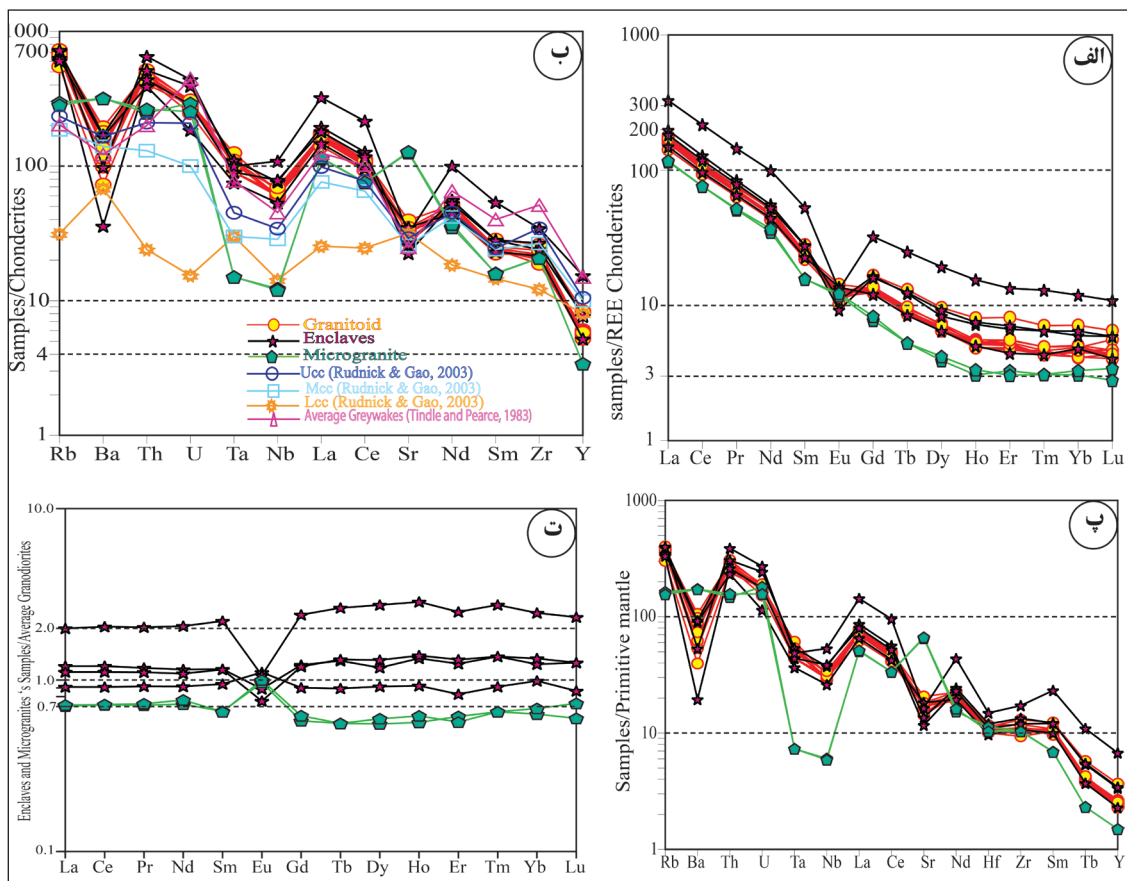 ب
1000
700
100
10
4
1
Samples/Chonderites
Granitoid
Enclaves
Microgranite
Ucc (Rudnick & Gao, 2003)
Mcc (Rudnick & Gao, 2003)
Lcc (Rudnick & Gao, 2003)
Average Greywakes (Tindle and Pearce, 1983)
Rb Ba Th U Ta Nb La Ce Sr Nd Sm Zr Y
الف
1000
300
200
100
10
3
1
samples/REE Chonderites
La Ce Pr Nd Sm Eu Gd Tb Dy Ho Er Tm Yb Lu
ت
10.0
2.0
1.0
0.7
0.1
Enclaves and Microgranites 's Samples/Average Granodiorites
La Ce Pr Nd Sm Eu Gd Tb Dy Ho Er Tm Yb Lu
پ
1000
100
10
1
Samples/Primitive mantle
Rb Ba Th U Ta Nb La Ce Sr Nd Hf Zr Sm Tb Y